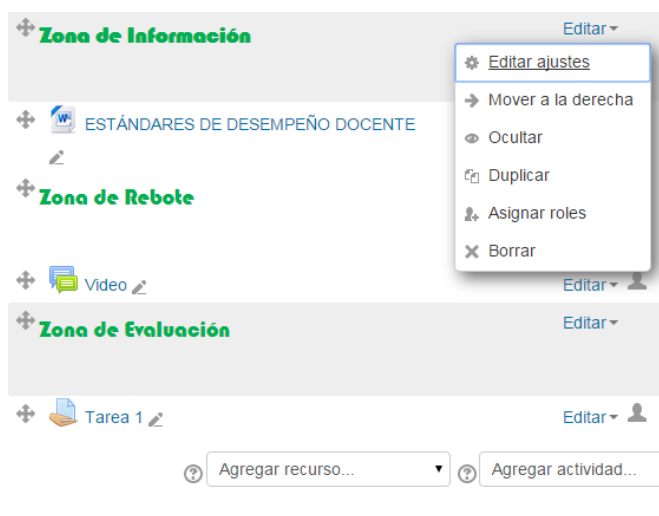 Zona de Información Editar
Editar ajustes
Mover a la derecha
ESTÁNDARES DE DESEMPEÑO DOCENTE
Ocultar
Duplicar
Zona de Rebote
Asignar roles
Borrar
Video Editar
Zona de Evaluación Editar
Tarea 1 Editar
Agregar recurso... Agregar actividad...